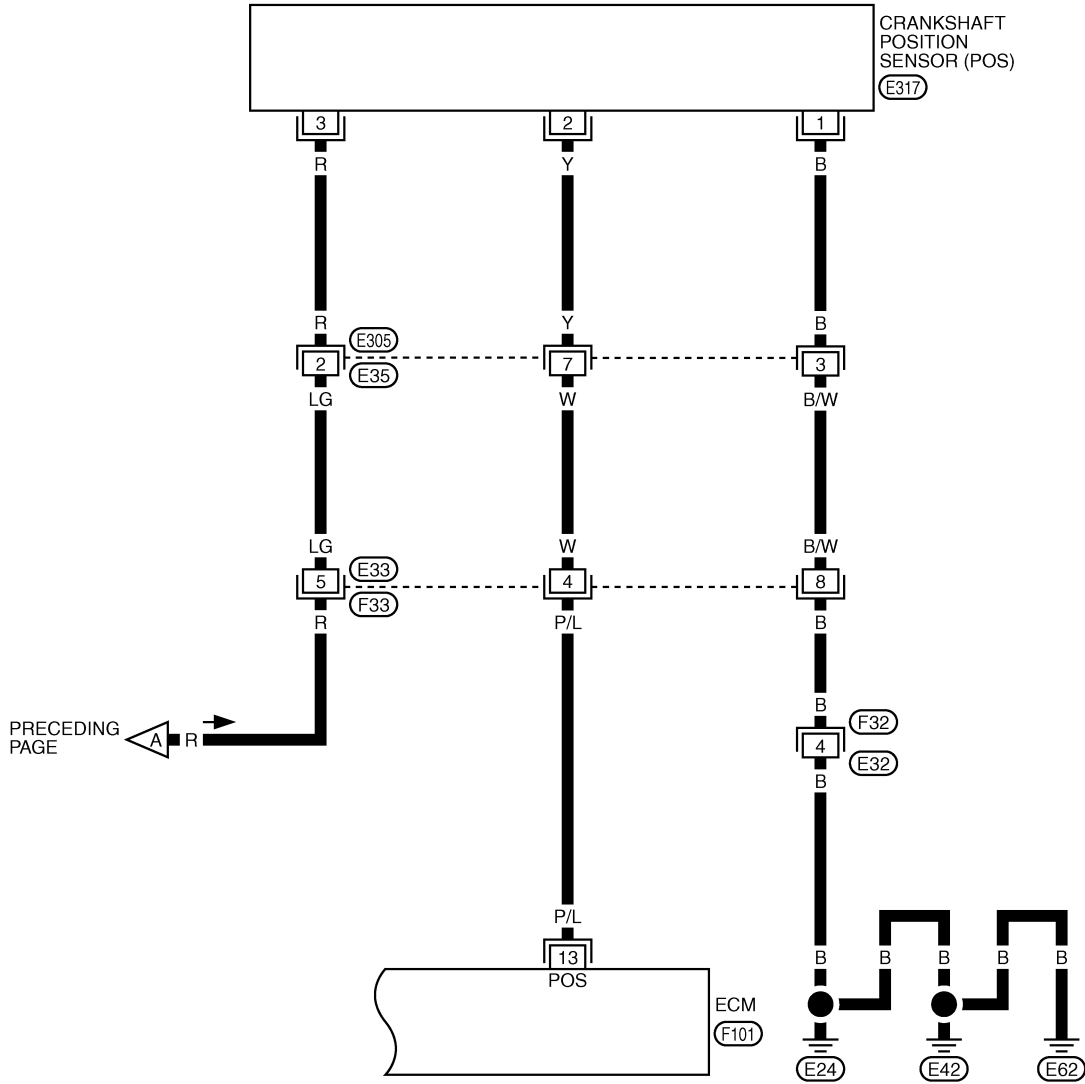 CRANKSHAFT
POSITION
SENSOR (POS)
E317
3 2 1
R Y B
R Y B
E305
2 7 3
E35
LG W B/W
LG W B/W
E33
5 4 8
F33
R P/L B
B
F32
PRECEDING
PAGE
A R
4
E32
B
P/L
13
POS
B B B B B
ECM
F101
E24 E42 E62